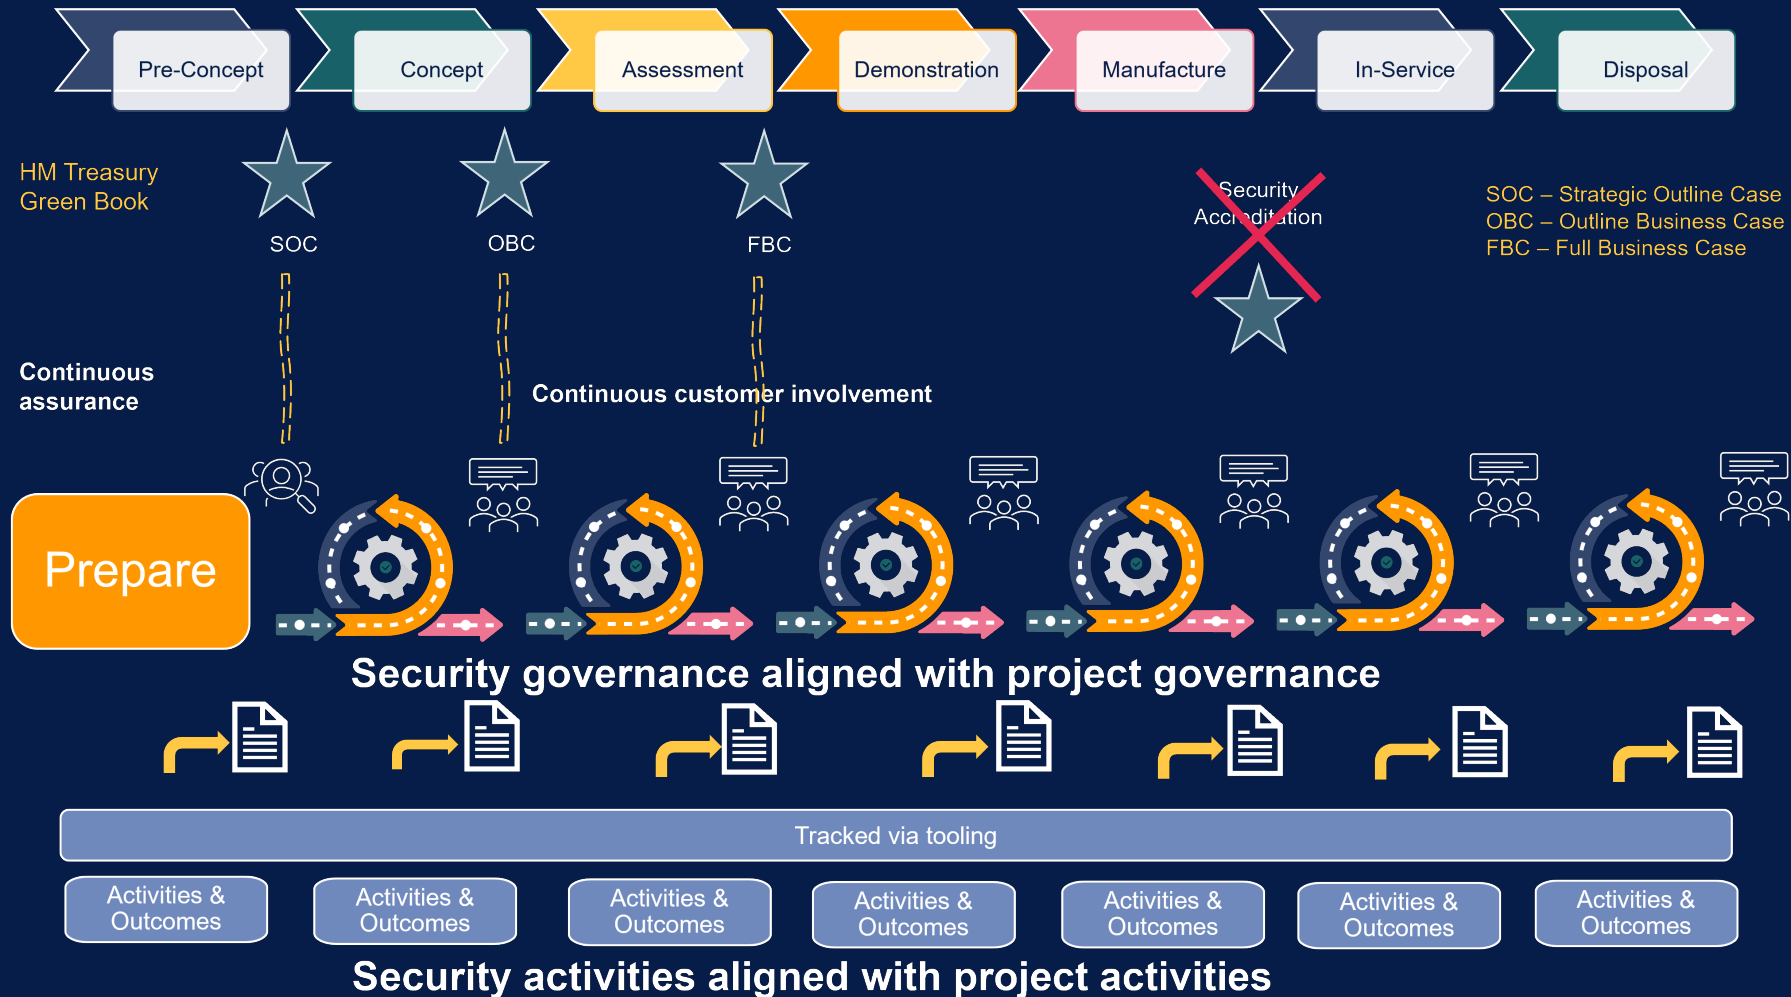 Pre-Concept
Concept
Assessment
Demonstration
Manufacture
In-Service
Disposal
HM Treasury
Green Book
SOC
OBC
FBC
Security
Accreditation
SOC – Strategic Outline Case
OBC – Outline Business Case
FBC – Full Business Case
Continuous
assurance
Continuous customer involvement
Prepare
Security governance aligned with project governance
Tracked via tooling
Activities &
Outcomes
Activities &
Outcomes
Activities &
Outcomes
Activities &
Outcomes
Activities &
Outcomes
Activities &
Outcomes
Activities &
Outcomes
Security activities aligned with project activities